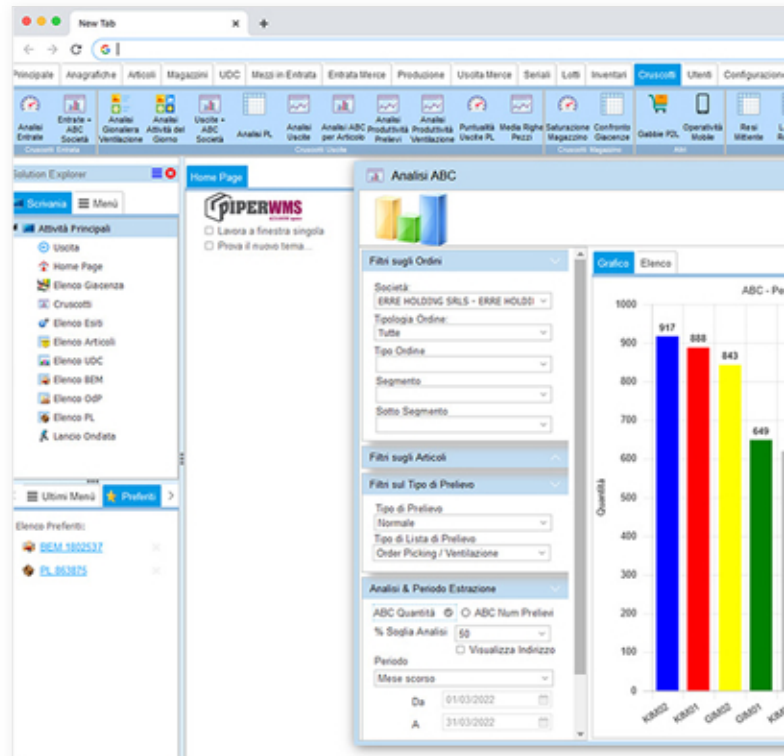 New Tab
G
Principale Anagrafiche Articoli Magazzini UDC Mezzi in Entrata Entrata Merce Produzione Uscita Merce Seriali Lotti Inventari Cruscotti Utenti Configurazione
Analisi Entrate
Entrate - ABC Società
Analisi Giornaliera Ventilazione
Analisi Attività del Giorno
Uscite - ABC Società
Analisi PL
Analisi Uscite
Analisi ABC per Articolo
Analisi Produttività Prelievi
Analisi Produttività Ventilazione
Puntualità Uscite PL
Media Righe Pezzi
Saturazione Magazzino
Confronto Giacenze
Gabbie P2L
Operatività Mobile
Resi Mittente
Cruscotti Entrata Cruscotti Uscite Cruscotti Magazzino Altri
Solution Explorer
Scrivania Menù
Attività Principali
Uscita
Home Page
Elenco Giacenza
Cruscotti
Elenco Esiti
Elenco Articoli
Elenco UDC
Elenco BEM
Elenco OdP
Elenco PL
Lancio Ondata
Ultimi Menù Preferiti
Elenco Preferiti:
BEM 1802537
PL 863875
Home Page
PIPERWMS
Lavora a finestra singola
Prova il nuovo tema...
Analisi ABC
Filtri sugli Ordini
Società:
ERRE HOLDING SRLS - ERRE HOLDI
Tipologia Ordine:
Tutte
Tipo Ordine
Segmento
Sotto Segmento
Filtri sugli Articoli
Filtri sul Tipo di Prelievo
Tipo di Prelievo
Normale
Tipo di Lista di Prelievo
Order Picking / Ventilazione
Analisi & Periodo Estrazione
ABC Quantità ABC Num Prelievi
% Soglia Analisi 50
Visualizza Indirizzo
Periodo
Mese scorso
Da 01/03/2022
A 31/03/2022
Grafico Elenco
ABC - Pe
Quantità
1000
900
800
700
600
500
400
300
200
100
0
917
888
843
649
KIM02
KIM01
GIM02
GIM01